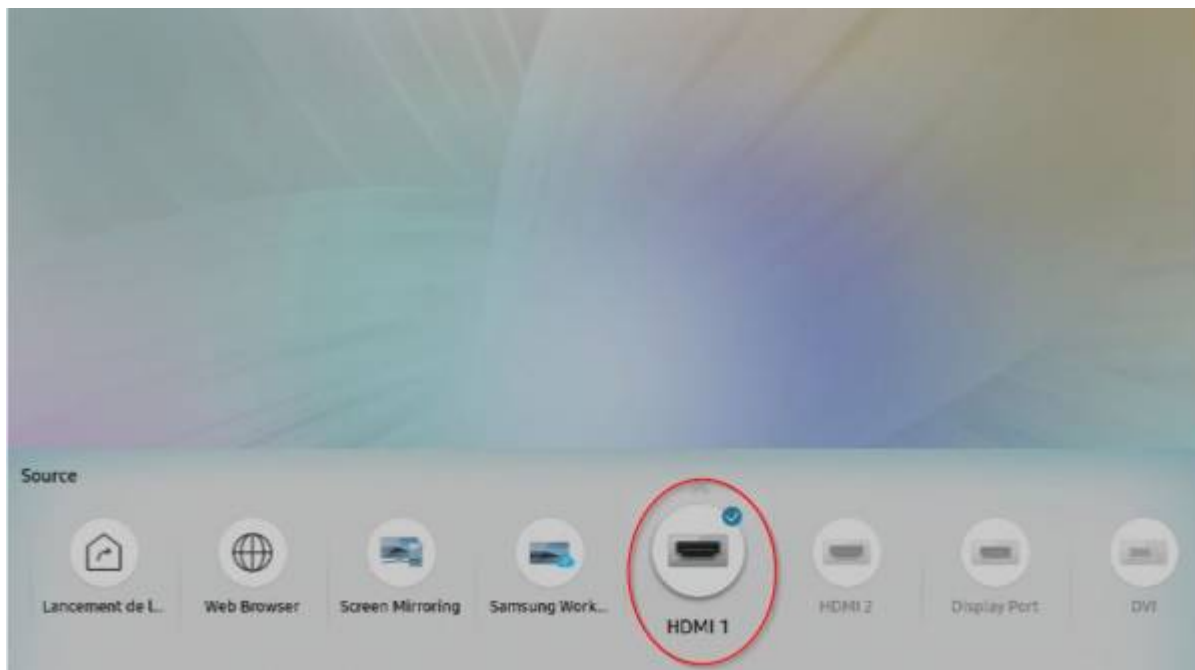 Source
Lancement de l...
Web Browser
Screen Mirroring
Samsung Work...
HDMI 1
HDMI 2
Display Port
DVI